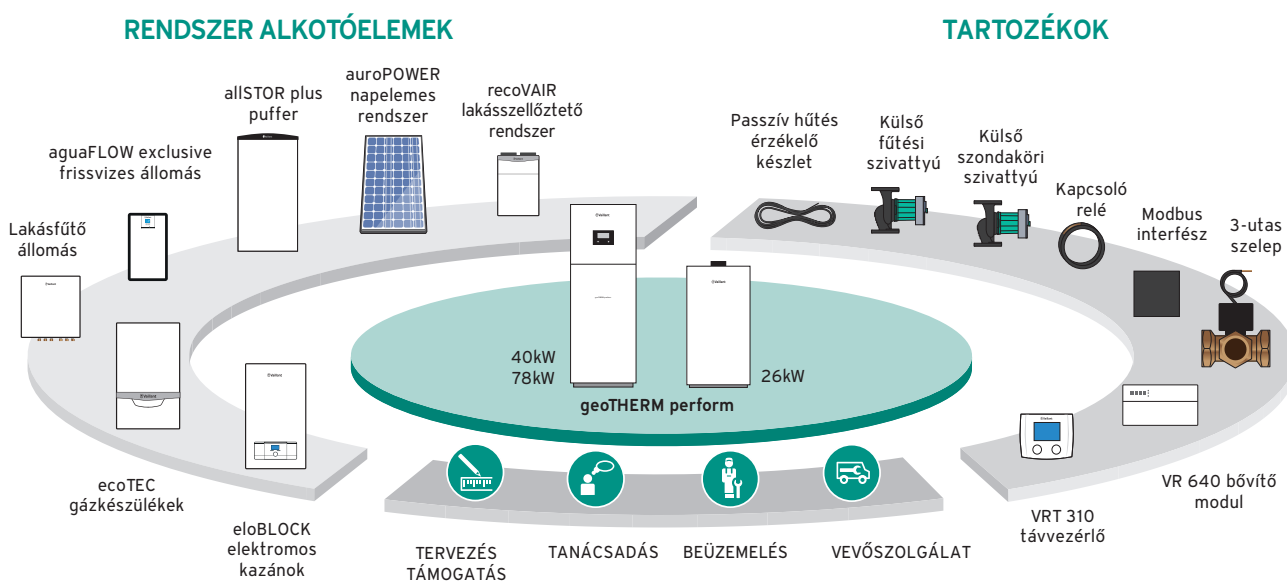 RENDSZER ALKOTÓELEMEK
TARTOZÉKOK
allSTOR plus
puffer
auroPOWER
napelemes
rendszer
recoVAIR
lakásszellőztető
rendszer
aguaFLOW exclusive
frissvizes állomás
Lakásfűtő
állomás
Passzív hűtés
érzékelő
készlet
Külső
fűtési
szivattyú
Külső
szondaköri
szivattyú
Kapcsoló
relé
Modbus
interfész
3-utas
szelep
40kW
78kW
26kW
geoTHERM perform
ecoTEC
gázkészülékek
eloBLOCK
elektromos
kazánok
TERVEZÉS
TÁMOGATÁS
TANÁCSADÁS
BEÜZEMELÉS
VEVŐSZOLGÁLAT
VRT 310
távvezérlő
VR 640 bővítő
modul